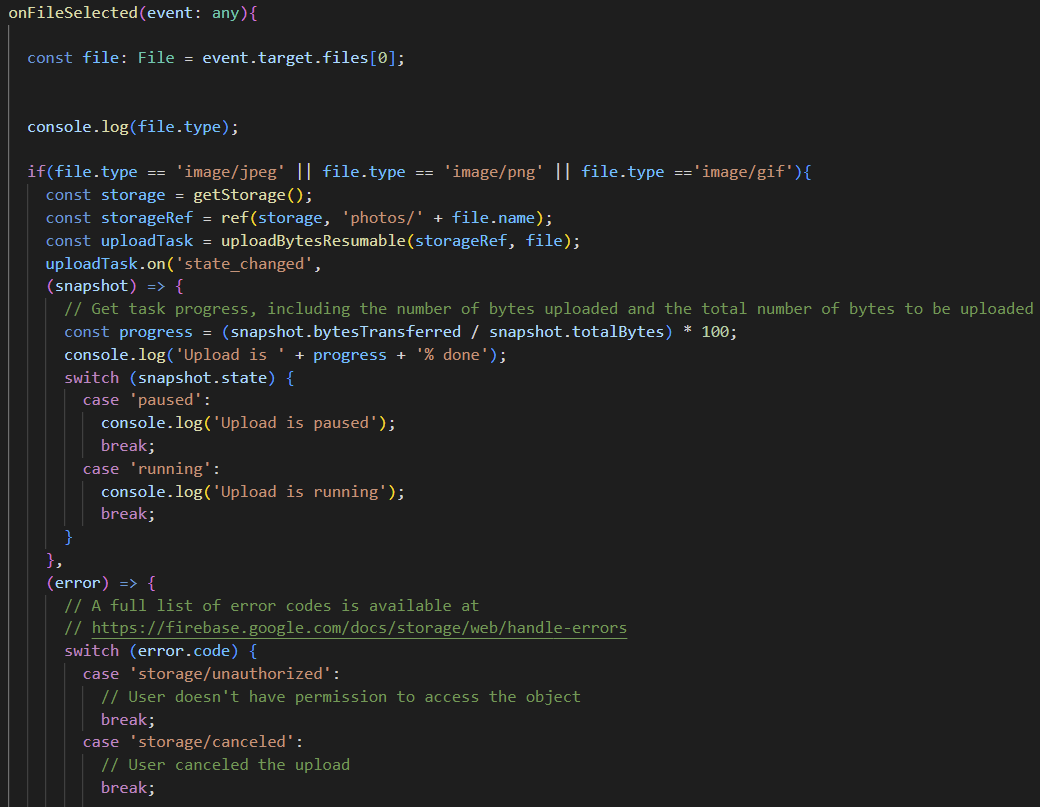 onFileSelected(event: any){
const file: File = event.target.files[0];
console.log(file.type);
if(file.type == 'image/jpeg' || file.type == 'image/png' || file.type =='image/gif'){
const storage = getStorage();
const storageRef = ref(storage, 'photos/' + file.name);
const uploadTask = uploadBytesResumable(storageRef, file);
uploadTask.on('state_changed',
(snapshot) => {
// Get task progress, including the number of bytes uploaded and the total number of bytes to be uploaded
const progress = (snapshot.bytesTransferred / snapshot.totalBytes) * 100;
console.log('Upload is ' + progress + '% done');
switch (snapshot.state) {
case 'paused':
console.log('Upload is paused');
break;
case 'running':
console.log('Upload is running');
break;
}
},
(error) => {
// A full list of error codes is available at
// https://firebase.google.com/docs/storage/web/handle-errors
switch (error.code) {
case 'storage/unauthorized':
// User doesn't have permission to access the object
break;
case 'storage/canceled':
// User canceled the upload
break;